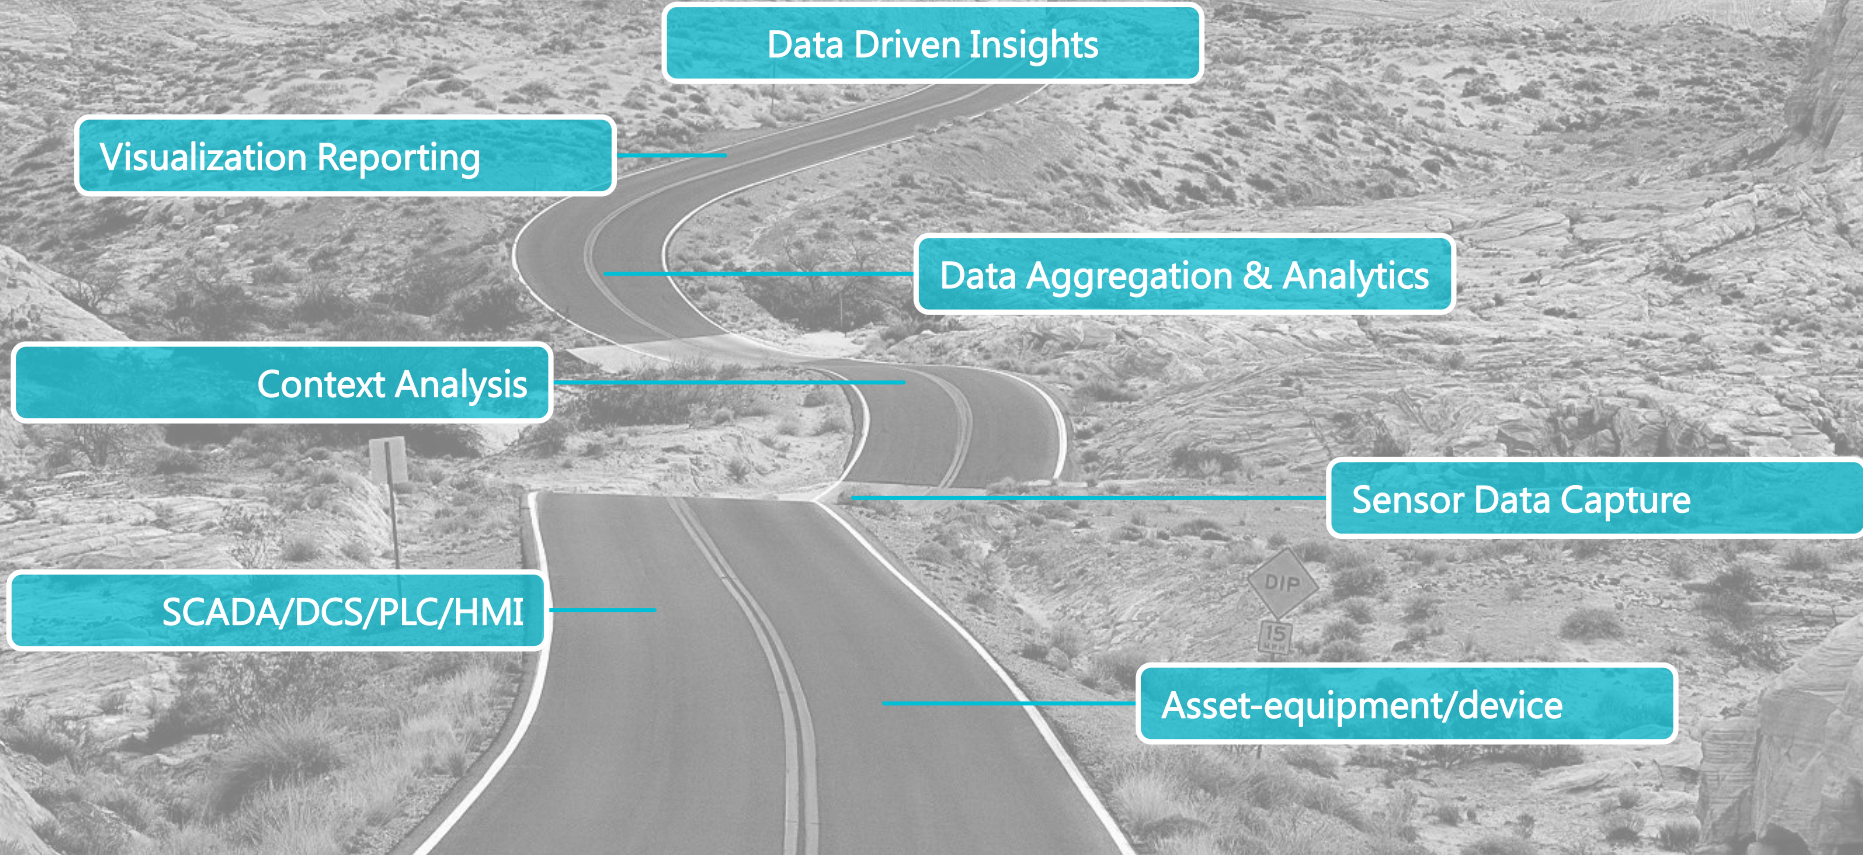 Data Driven Insights
Visualization Reporting
Data Aggregation & Analytics
Context Analysis
Sensor Data Capture
DIP
SCADA/DCS/PLC/HMI
15
MPH
Asset-equipment/device